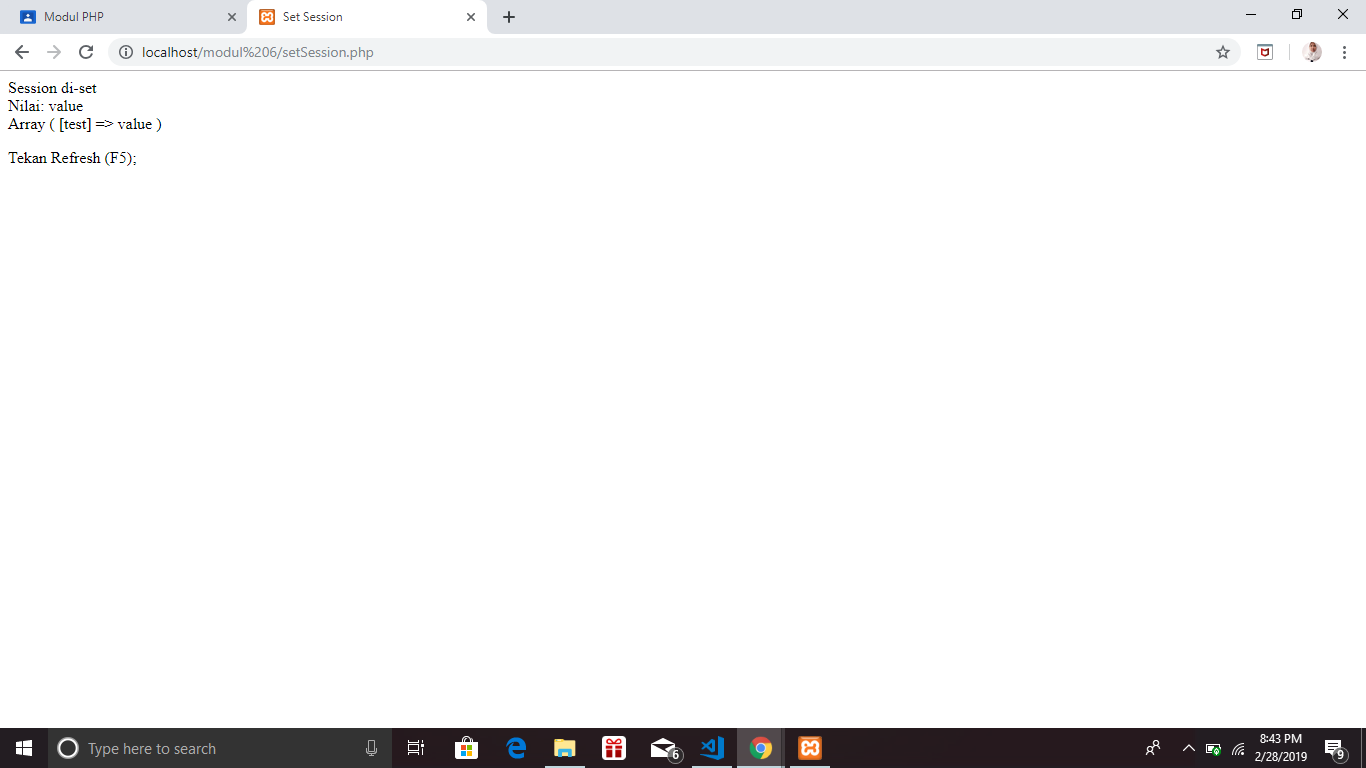 Modul PHP
Set Session
localhost/modul%206/setSession.php
Session di-set
Nilai: value
Array ( [test] => value )
Tekan Refresh (F5);
Type here to search
6
8:43 PM
2/28/2019
9